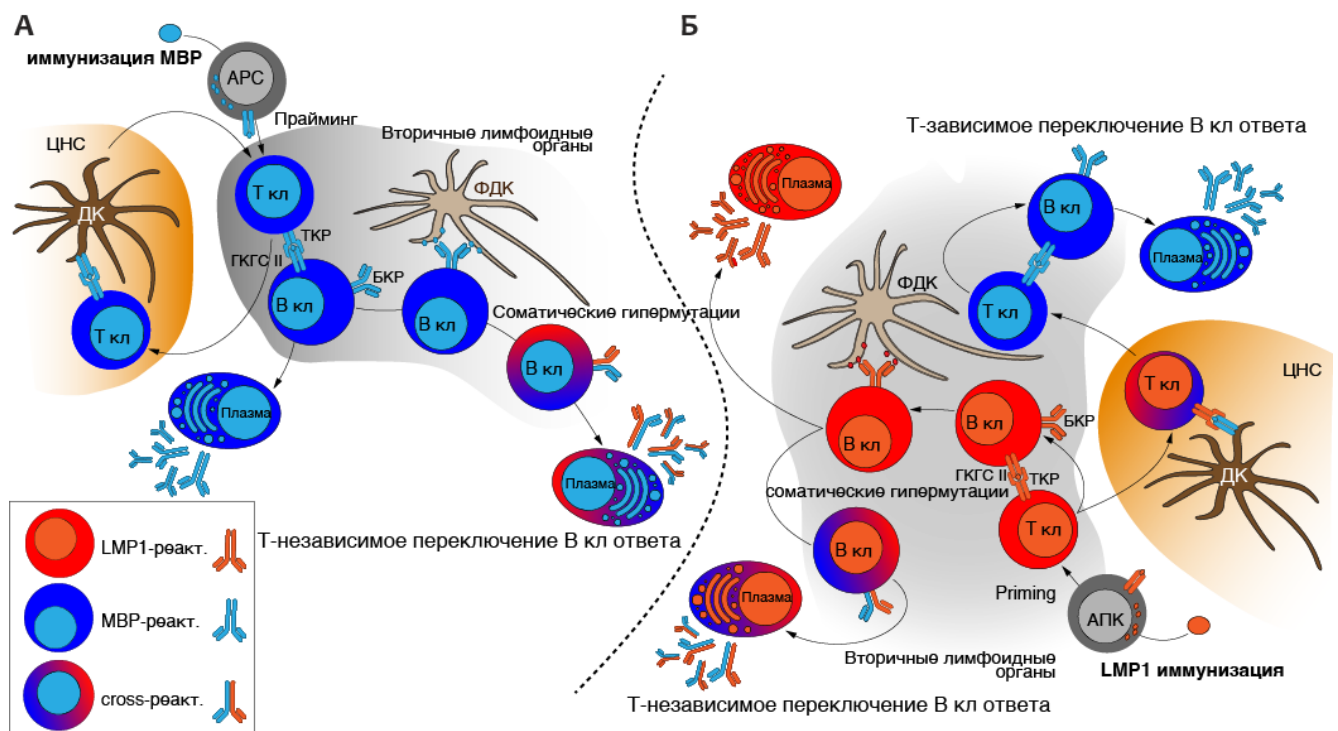 А
иммунизация MBP
APC
Прайминг
ЦНС
Вторичные лимфоидные
органы
ДК
Т кл
ТКР
ГКГС II
В кл
БКР
ФДК
В кл
Т кл
Соматические гипермутации
В кл
Плазма
Плазма
Т-независимое переключение В кл ответа
LMP1-реакт.
MBP-реакт.
cross-реакт.
Б
Т-зависимое переключение В кл ответа
Плазма
В кл
Плазма
ФДК
Т кл
ЦНС
Т кл
В кл
В кл
БКР
ГКГС II
ТКР
соматические гипермутации
ДК
Т кл
В кл
Плазма
Priming
АПК
Вторичные лимфоидные
органы
LMP1 иммунизация
Т-независимое переключение В кл ответа